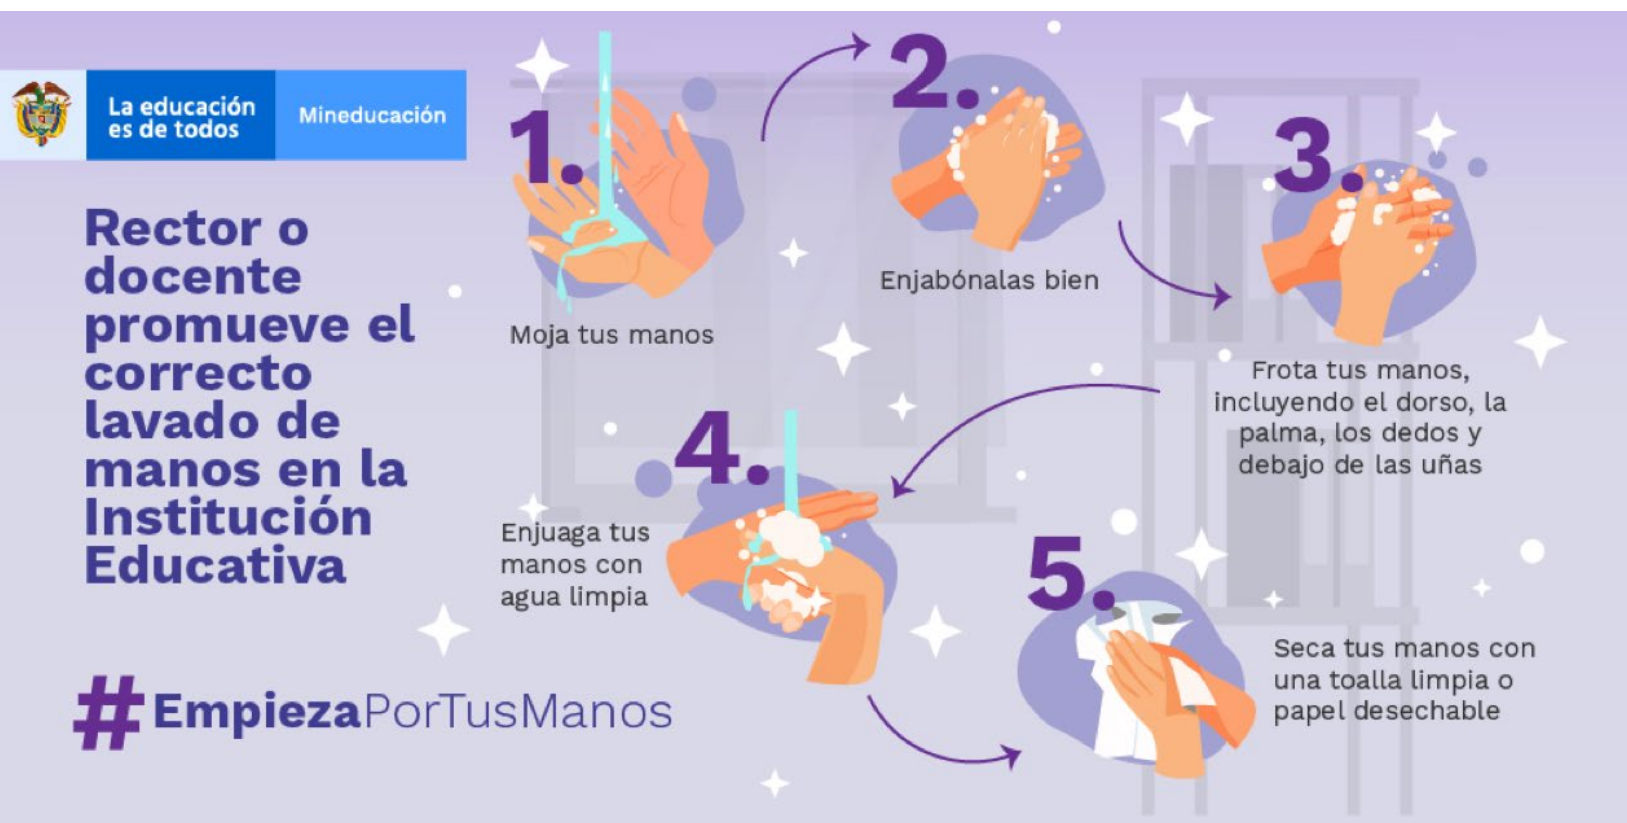 La educación
es de todos
Mineducación
Rector o
docente
promueve el
correcto
lavado de
manos en la
Institución
Educativa
#EmpiezaPorTusManos
1.
Moja tus manos
2.
Enjabónalas bien
3.
Frota tus manos,
incluyendo el dorso, la
palma, los dedos y
debajo de las uñas
4.
Enjuaga tus
manos con
agua limpia
5.
Seca tus manos con
una toalla limpia o
papel desechable